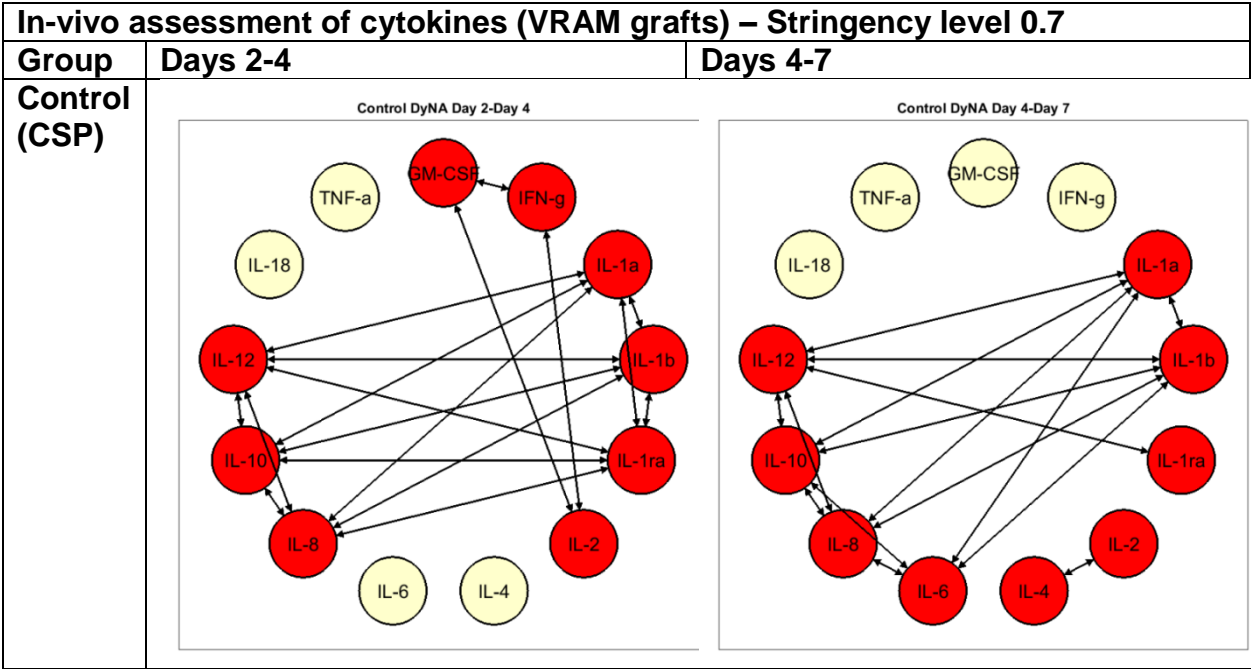 In-vivo assessment of cytokines (VRAM grafts) – Stringency level 0.7
Group Days 2-4 Days 4-7
Control
(CSP)
Control DyNA Day 2-Day 4
GM-CSF
TNF-a
IFN-g
IL-18
IL-1a
IL-12
IL-1b
IL-10
IL-1ra
IL-8
IL-2
IL-6
IL-4
Control DyNA Day 4-Day 7
GM-CSF
TNF-a
IFN-g
IL-18
IL-1a
IL-12
IL-1b
IL-10
IL-1ra
IL-8
IL-2
IL-6
IL-4